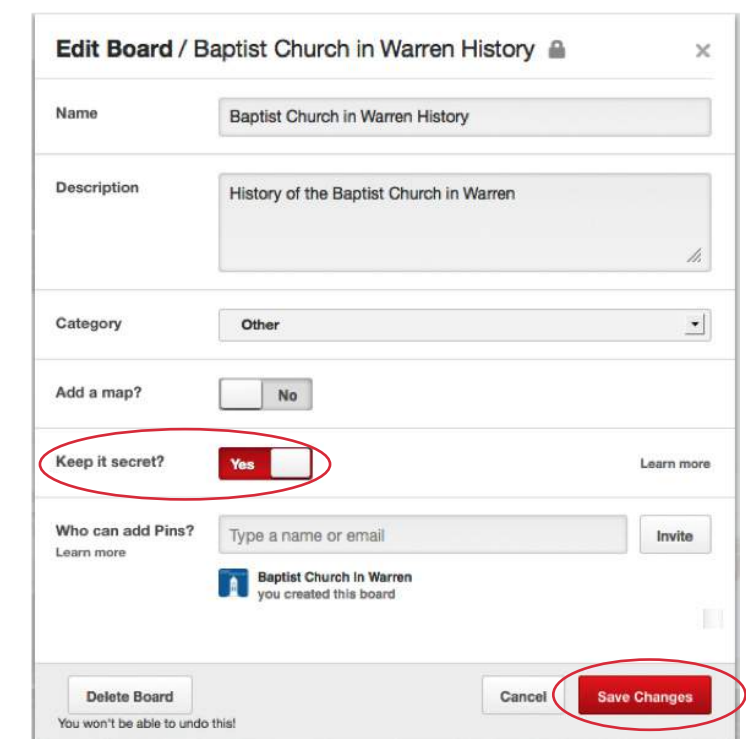 Edit Board / Baptist Church in Warren History
Name
Baptist Church in Warren History
Description
History of the Baptist Church in Warren
Category
Other
Add a map?
No
Keep it secret?
Yes
Learn more
Who can add Pins?
Learn more
Type a name or email
Invite
Baptist Church in Warren
you created this board
Delete Board
You won't be able to undo this!
Cancel
Save Changes